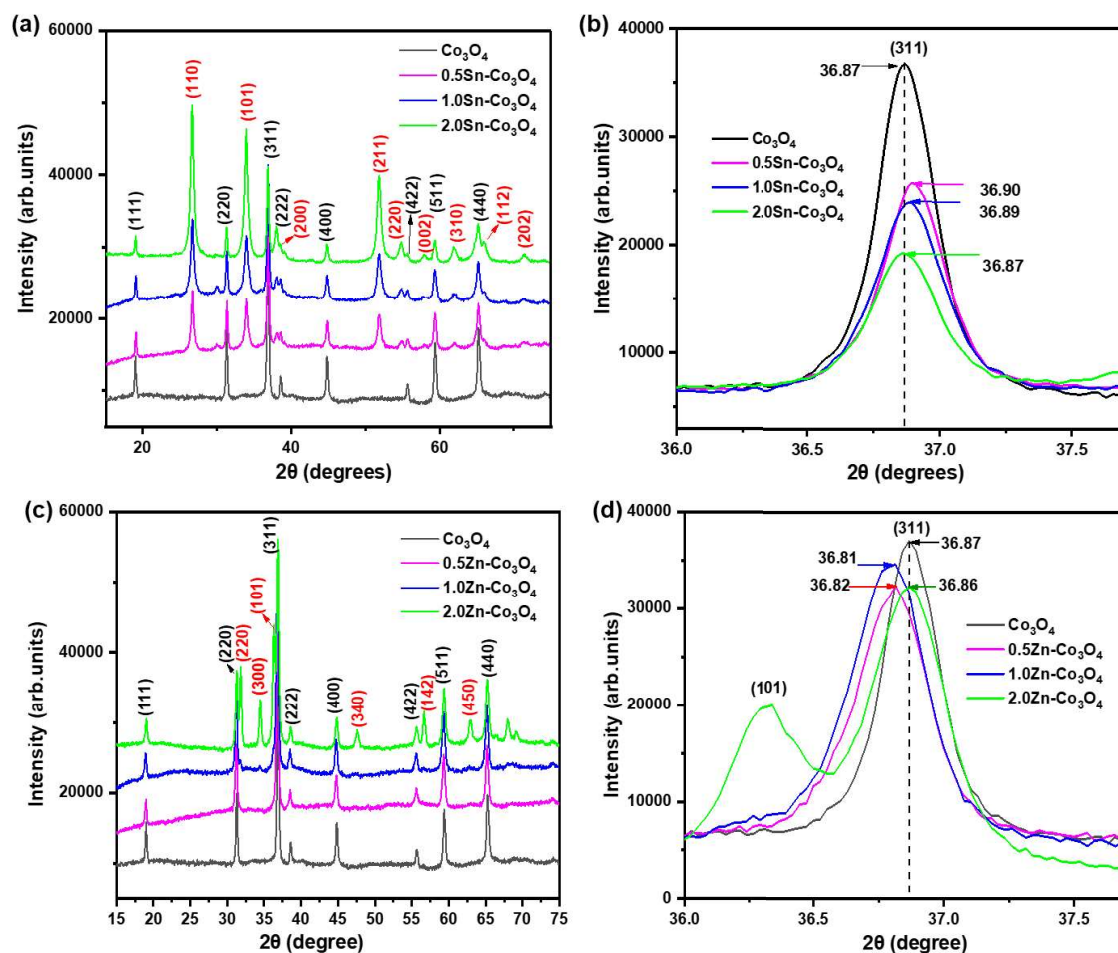 (a)
60000
40000
20000
Intensity (arb.units)
20
40
60
2θ (degrees)
Co₃O₄
0.5Sn-Co₃O₄
1.0Sn-Co₃O₄
2.0Sn-Co₃O₄
(111)
(110)
(220)
(101)
(311)
(222)
(200)
(400)
(211)
(220)
(422)
(002)
(511)
(310)
(440)
(112)
(202)
(b)
40000
30000
20000
10000
Intensity (arb.units)
36.0
36.5
37.0
37.5
2θ (degrees)
(311)
36.87
Co₃O₄
0.5Sn-Co₃O₄
1.0Sn-Co₃O₄
2.0Sn-Co₃O₄
36.90
36.89
36.87
(c)
60000
40000
20000
Intensity (arb.units)
15
20
25
30
35
40
45
50
55
60
65
70
75
2θ (degree)
Co₃O₄
0.5Zn-Co₃O₄
1.0Zn-Co₃O₄
2.0Zn-Co₃O₄
(111)
(220)
(220)
(300)
(101)
(311)
(222)
(400)
(340)
(422)
(142)
(511)
(450)
(440)
(d)
40000
30000
20000
10000
0
Intensity (arb.units)
36.0
36.5
37.0
37.5
2θ (degree)
(311)
36.81
36.87
36.82
36.86
(101)
Co₃O₄
0.5Zn-Co₃O₄
1.0Zn-Co₃O₄
2.0Zn-Co₃O₄